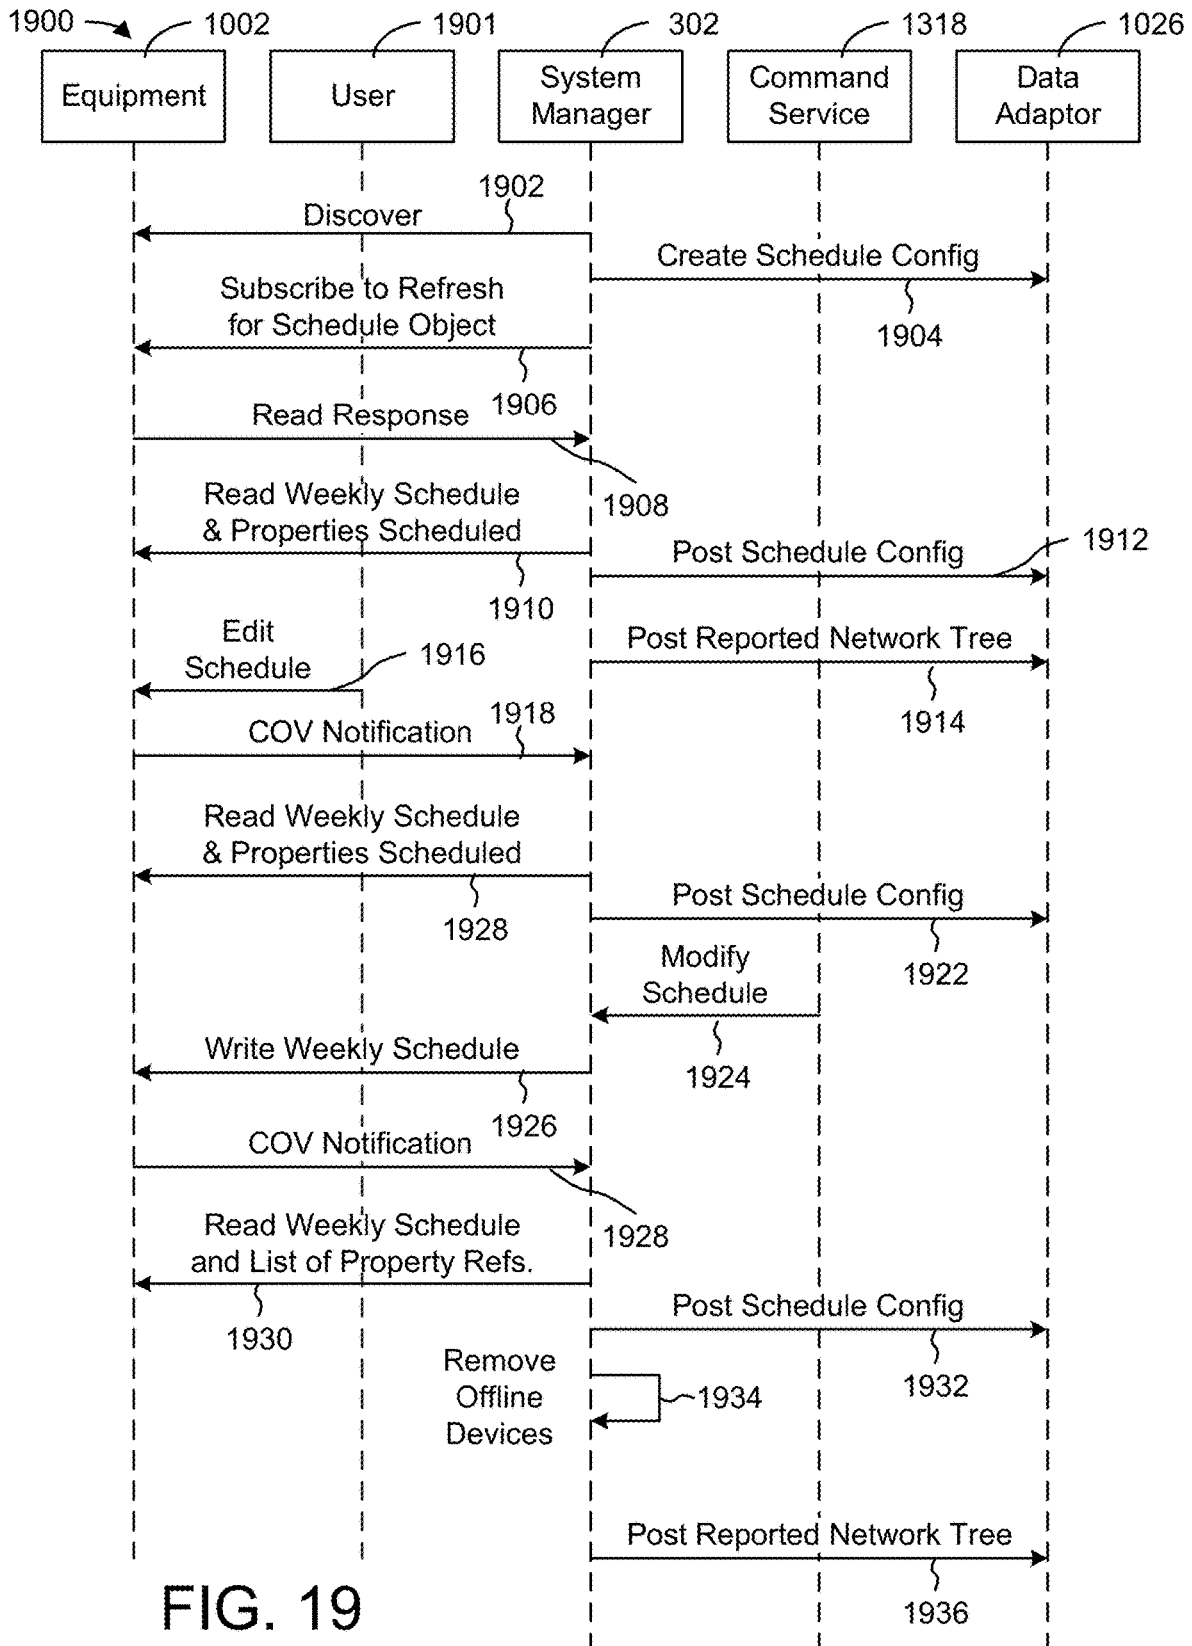 1900
1002
1901
302
1318
1026
Equipment
User
System
Manager
Command
Service
Data
Adaptor
1902
Discover
Create Schedule Config
1904
Subscribe to Refresh
for Schedule Object
1906
Read Response
1908
Read Weekly Schedule
& Properties Scheduled
1910
Post Schedule Config
1912
Edit
Schedule
1916
Post Reported Network Tree
1914
1918
COV Notification
Read Weekly Schedule
& Properties Scheduled
1928
Post Schedule Config
1922
Modify
Schedule
1924
Write Weekly Schedule
1926
COV Notification
1928
Read Weekly Schedule
and List of Property Refs.
1930
Post Schedule Config
1932
Remove
Offline
Devices
1934
Post Reported Network Tree
1936
FIG. 19